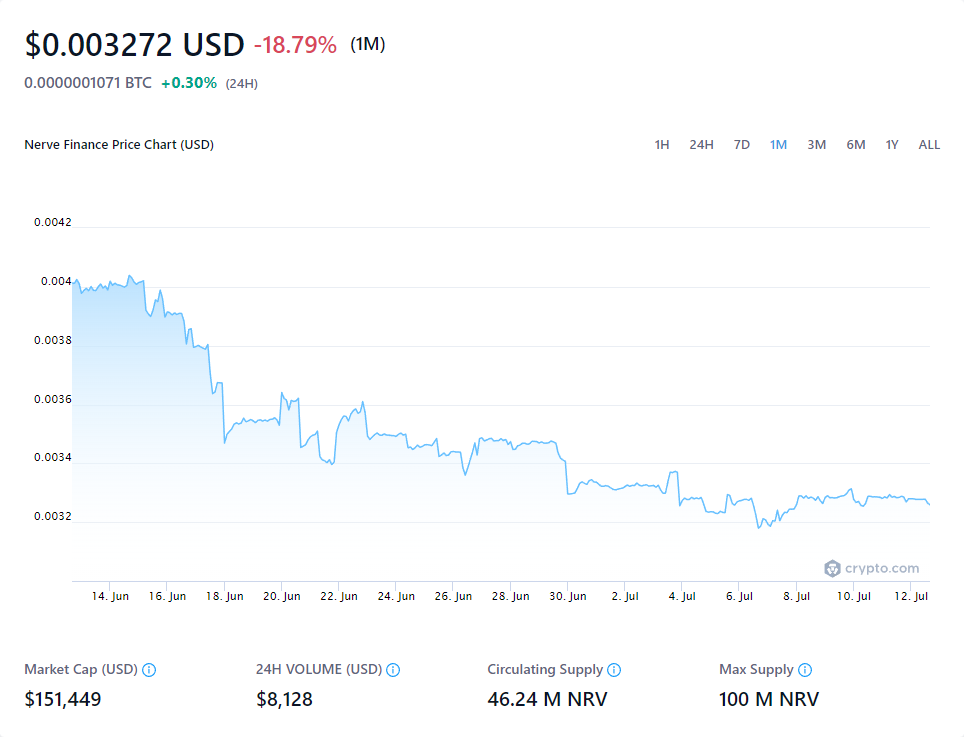 $0.003272 USD -18.79% (1M)
0.0000001071 BTC +0.30% (24H)
Nerve Finance Price Chart (USD) 1H 24H 7D 1M 3M 6M 1Y ALL
0.0042
0.004
0.0038
0.0036
0.0034
0.0032
crypto.com
14. Jun 16. Jun 18. Jun 20. Jun 22. Jun 24. Jun 26. Jun 28. Jun 30. Jun 2. Jul 4. Jul 6. Jul 8. Jul 10. Jul 12. Jul
Market Cap (USD) 24H VOLUME (USD) Circulating Supply Max Supply
$151,449 $8,128 46.24 M NRV 100 M NRV